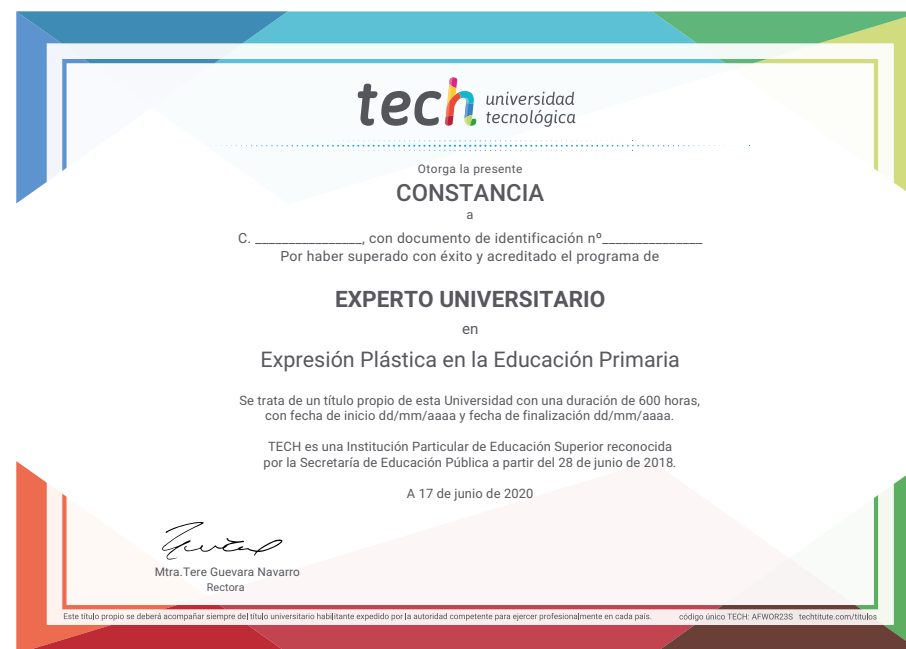 tech universidad
tecnológica
Otorga la presente
CONSTANCIA
a
C. ________________, con documento de identificación nº_______________
Por haber superado con éxito y acreditado el programa de
EXPERTO UNIVERSITARIO
en
Expresión Plástica en la Educación Primaria
Se trata de un título propio de esta Universidad con una duración de 600 horas,
con fecha de inicio dd/mm/aaaa y fecha de finalización dd/mm/aaaa.
TECH es una Institución Particular de Educación Superior reconocida
por la Secretaría de Educación Pública a partir del 28 de junio de 2018.
A 17 de junio de 2020
Mtra.Tere Guevara Navarro
Rectora
Este título propio se deberá acompañar siempre del título universitario habilitante expedido por la autoridad competente para ejercer profesionalmente en cada país. código único TECH: AFWOR23S techtitute.com/titulos